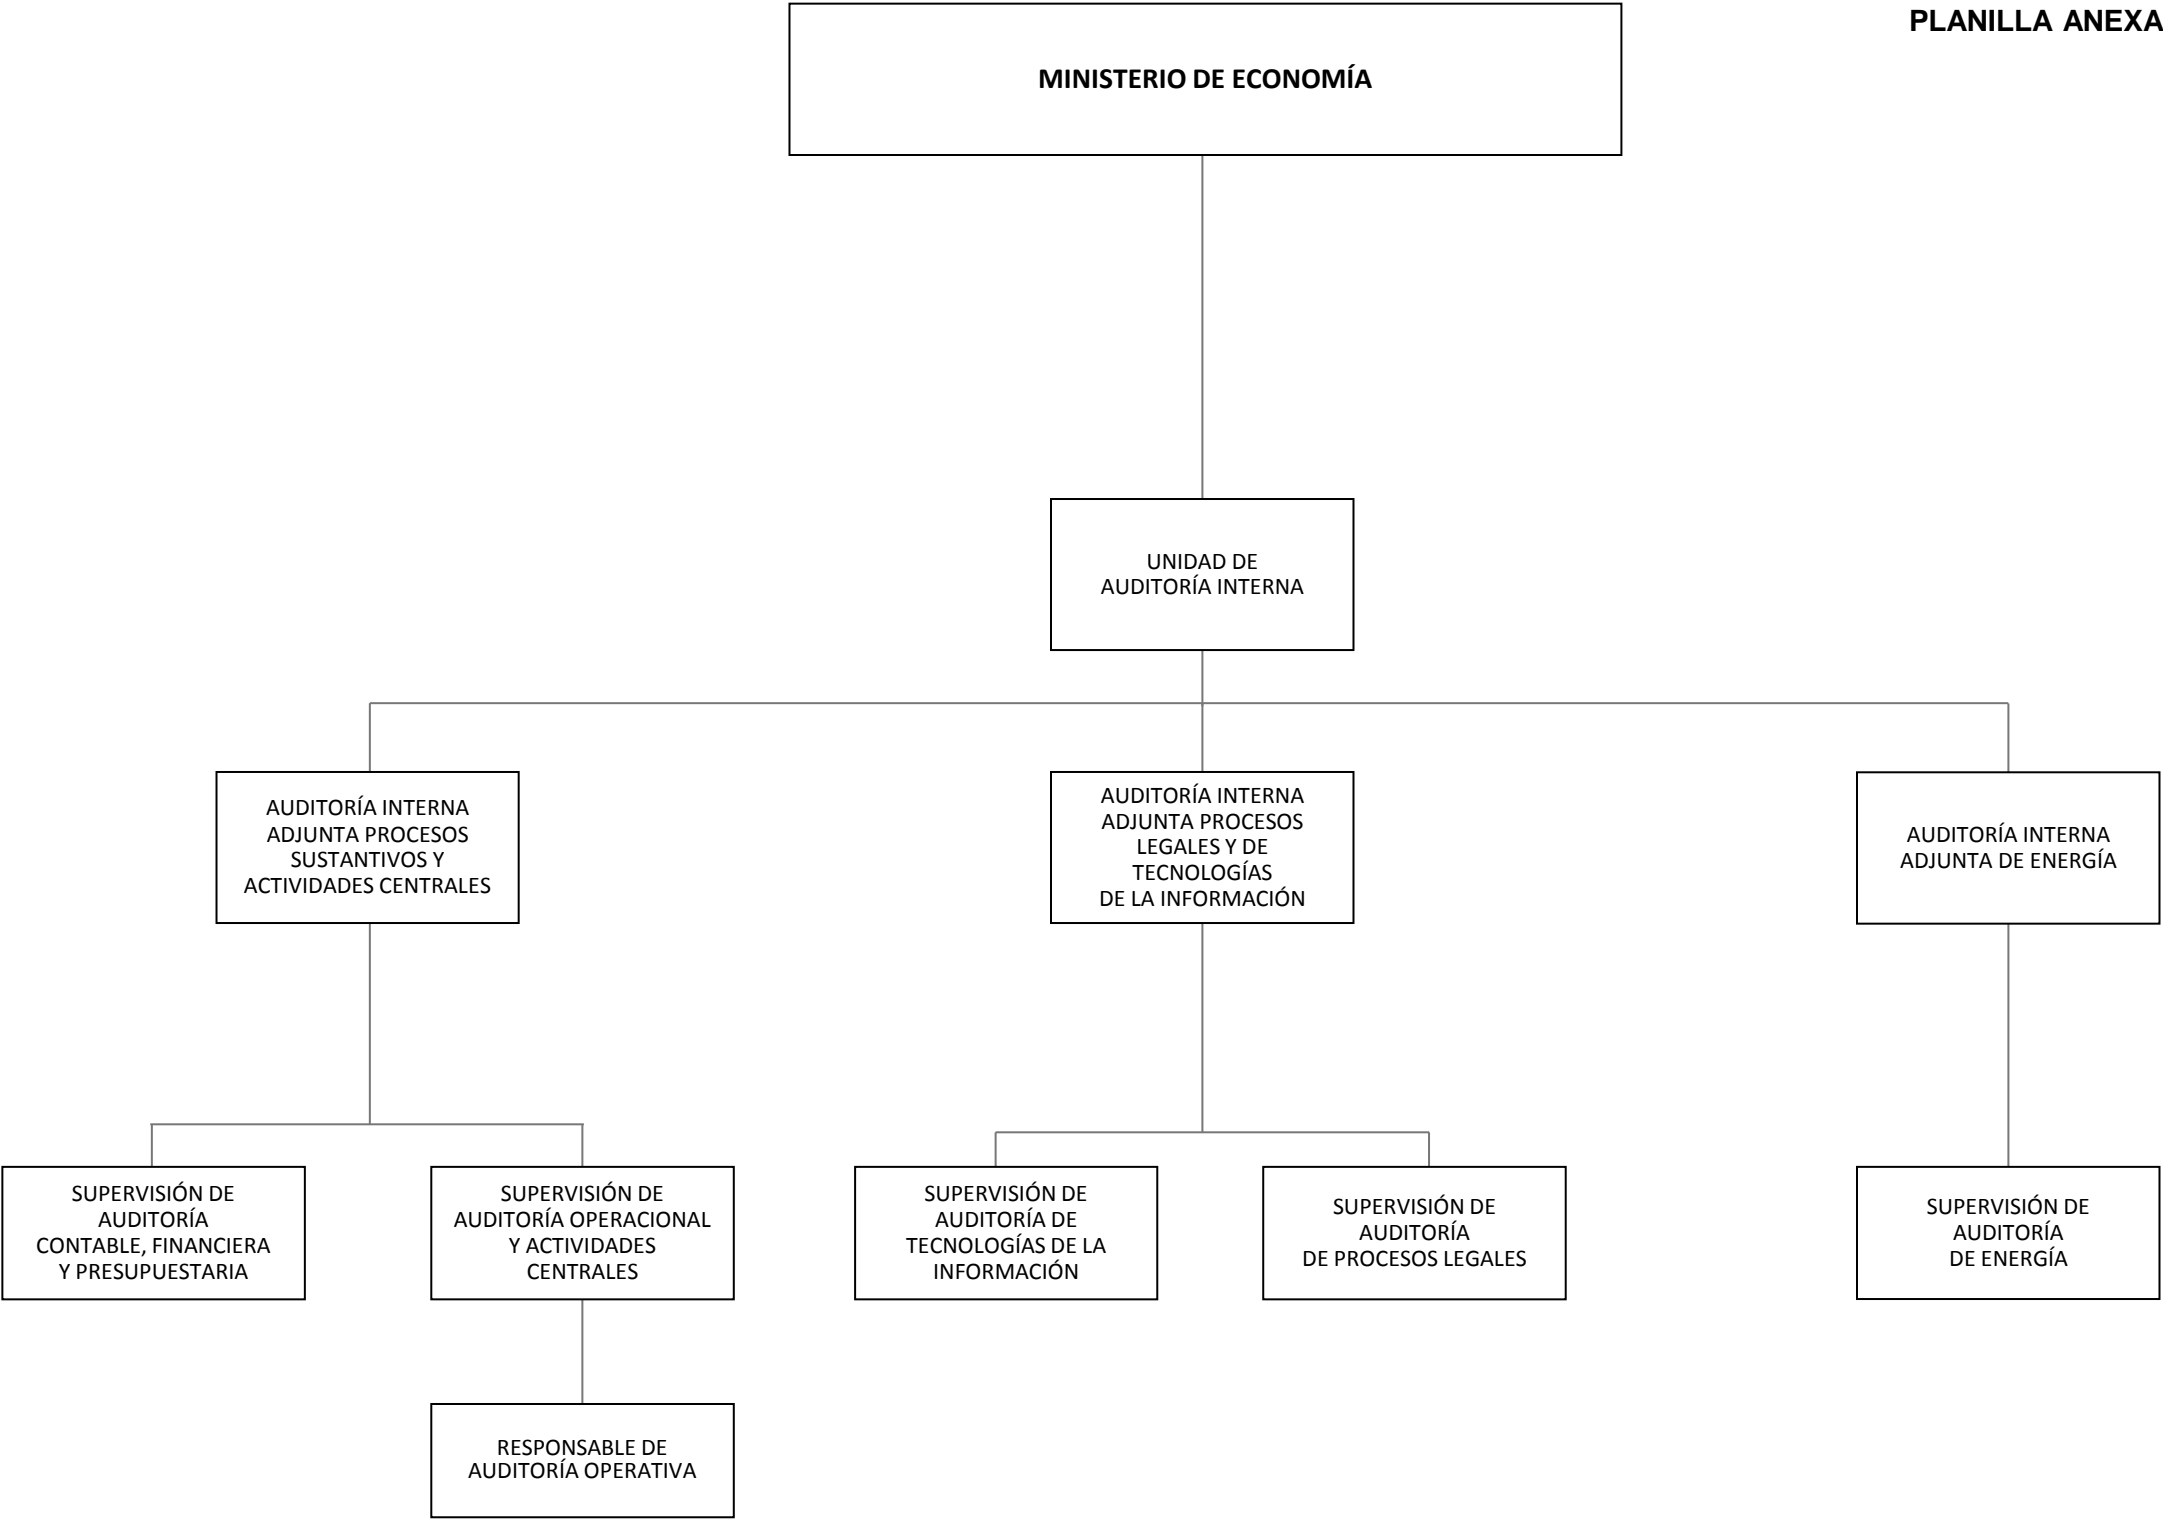 PLANILLA ANEXA
MINISTERIO DE ECONOMÍA
UNIDAD DE
AUDITORÍA INTERNA
AUDITORÍA INTERNA
ADJUNTA PROCESOS
SUSTANTIVOS Y
ACTIVIDADES CENTRALES
AUDITORÍA INTERNA
ADJUNTA PROCESOS
LEGALES Y DE
TECNOLOGÍAS
DE LA INFORMACIÓN
AUDITORÍA INTERNA
ADJUNTA DE ENERGÍA
SUPERVISIÓN DE
AUDITORÍA
CONTABLE, FINANCIERA
Y PRESUPUESTARIA
SUPERVISIÓN DE
AUDITORÍA OPERACIONAL
Y ACTIVIDADES
CENTRALES
SUPERVISIÓN DE
AUDITORÍA DE
TECNOLOGÍAS DE LA
INFORMACIÓN
SUPERVISIÓN DE
AUDITORÍA
DE PROCESOS LEGALES
SUPERVISIÓN DE
AUDITORÍA
DE ENERGÍA
RESPONSABLE DE
AUDITORÍA OPERATIVA